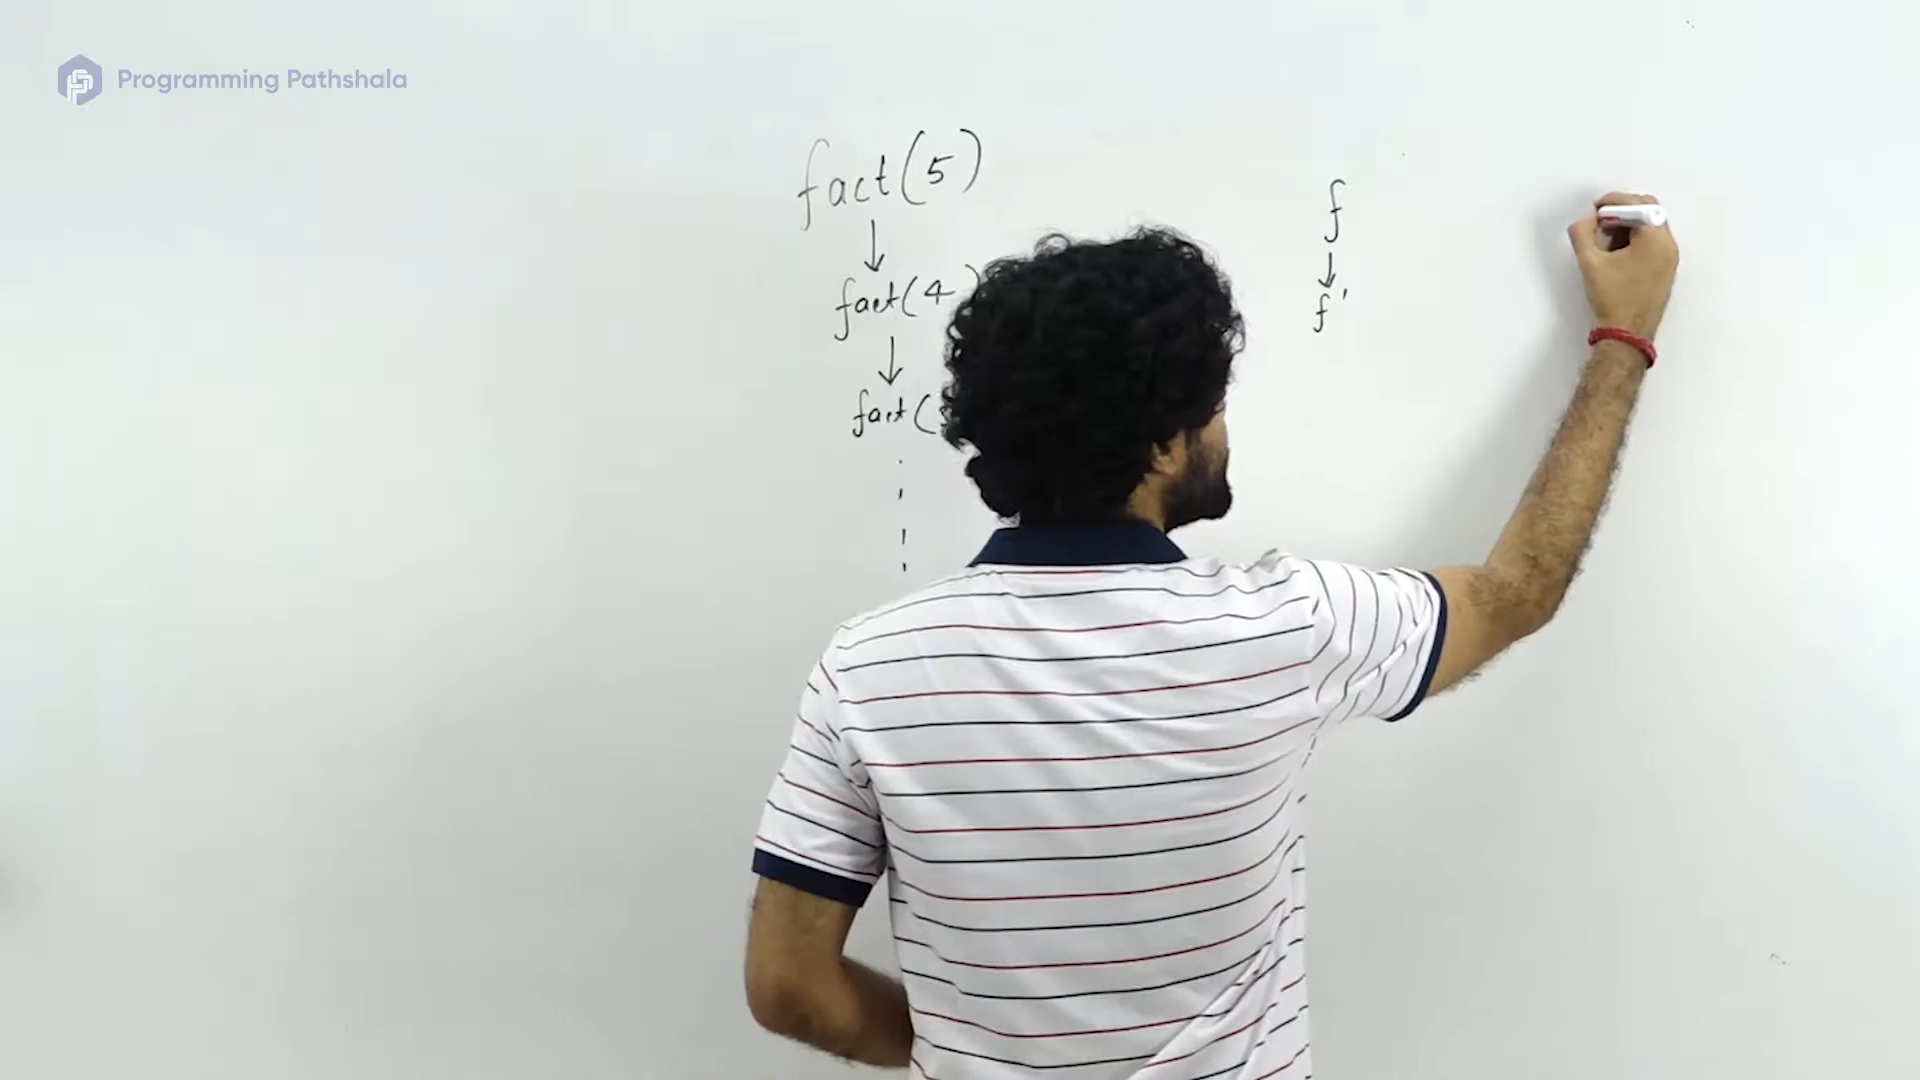 Programming Pathshala
fact(5)
↓
fact(4)
↓
fact(
f
↓
f'